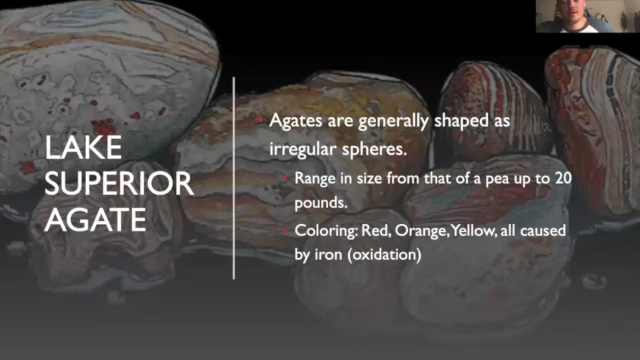 LAKE
SUPERIOR
AGATE
Agates are generally shaped as
irregular spheres.
Range in size from that of a pea up to 20
pounds.
Coloring: Red, Orange, Yellow, all caused
by iron (oxidation)